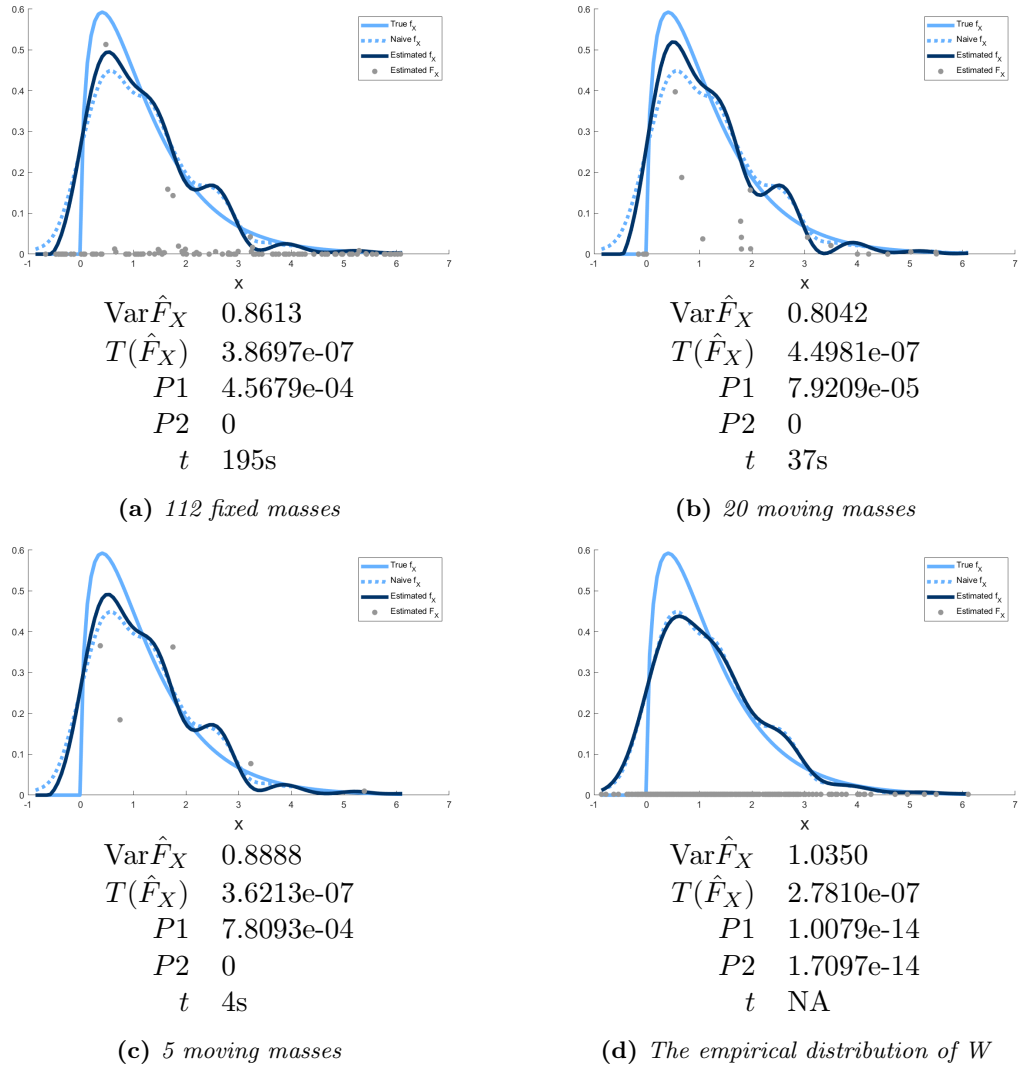 0.6
0.5
0.4
0.3
0.2
0.1
0
-1 0 1 2 3 4 5 6 7
x
True f_X
Naive f_X
Estimated f_X
Estimated F_X
Var F̂_X 0.8613
T(F̂_X) 3.8697e-07
P1 4.5679e-04
P2 0
t 195s
(a) 112 fixed masses
0.6
0.5
0.4
0.3
0.2
0.1
0
-1 0 1 2 3 4 5 6 7
x
True f_X
Naive f_X
Estimated f_X
Estimated F_X
Var F̂_X 0.8042
T(F̂_X) 4.4981e-07
P1 7.9209e-05
P2 0
t 37s
(b) 20 moving masses
0.6
0.5
0.4
0.3
0.2
0.1
0
-1 0 1 2 3 4 5 6 7
x
True f_X
Naive f_X
Estimated f_X
Estimated F_X
Var F̂_X 0.8888
T(F̂_X) 3.6213e-07
P1 7.8093e-04
P2 0
t 4s
(c) 5 moving masses
0.6
0.5
0.4
0.3
0.2
0.1
0
-1 0 1 2 3 4 5 6 7
x
True f_X
Naive f_X
Estimated f_X
Estimated F_X
Var F̂_X 1.0350
T(F̂_X) 2.7810e-07
P1 1.0079e-14
P2 1.7097e-14
t NA
(d) The empirical distribution of W